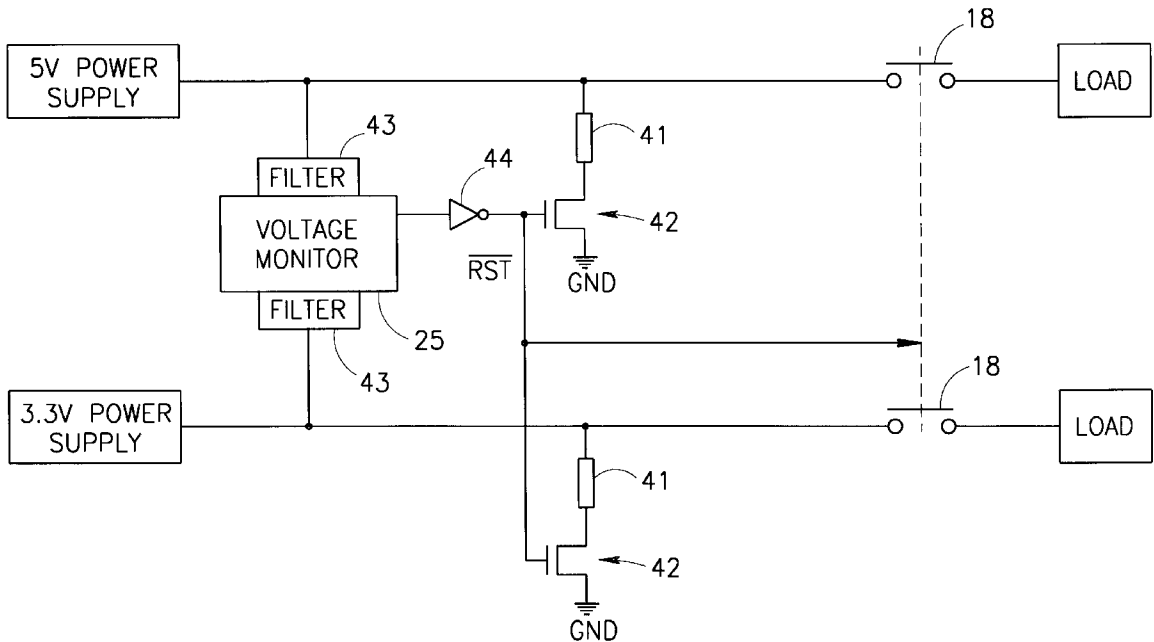 18
5V POWER
SUPPLY
LOAD
43
41
44
FILTER
VOLTAGE
MONITOR
42
RST
GND
FILTER
25
43
18
3.3V POWER
SUPPLY
LOAD
41
42
GND